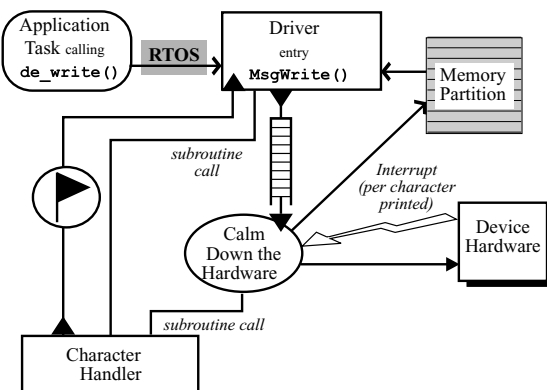 Application
Task calling
de_write()
RTOS
Driver
entry
MsgWrite()
Memory
Partition
subroutine
call
Interrupt
(per character
printed)
Calm
Down the
Hardware
Device
Hardware
subroutine call
Character
Handler